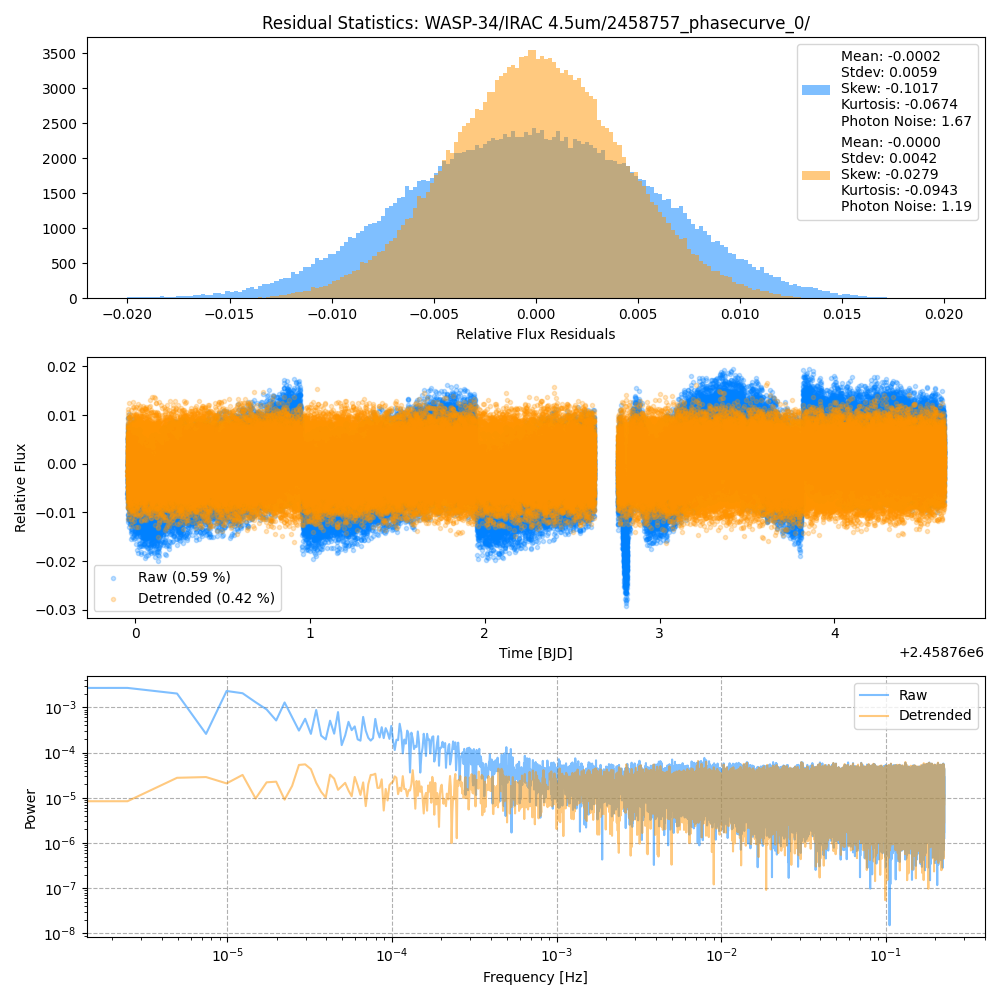 Residual Statistics: WASP-34/IRAC 4.5um/2458757_phasecurve_0/
3500
3000
2500
2000
1500
1000
500
0
Mean: -0.0002
Stdev: 0.0059
Skew: -0.1017
Kurtosis: -0.0674
Photon Noise: 1.67
Mean: -0.0000
Stdev: 0.0042
Skew: -0.0279
Kurtosis: -0.0943
Photon Noise: 1.19
−0.020 −0.015 −0.010 −0.005 0.000 0.005 0.010 0.015 0.020
Relative Flux Residuals
Relative Flux
0.02
0.01
0.00
−0.01
−0.02
−0.03
Raw (0.59 %)
Detrended (0.42 %)
0 1 2 3 4
Time [BJD]
+2.45876e6
Power
10⁻³
10⁻⁴
10⁻⁵
10⁻⁶
10⁻⁷
10⁻⁸
Raw
Detrended
10⁻⁵ 10⁻⁴ 10⁻³ 10⁻² 10⁻¹
Frequency [Hz]